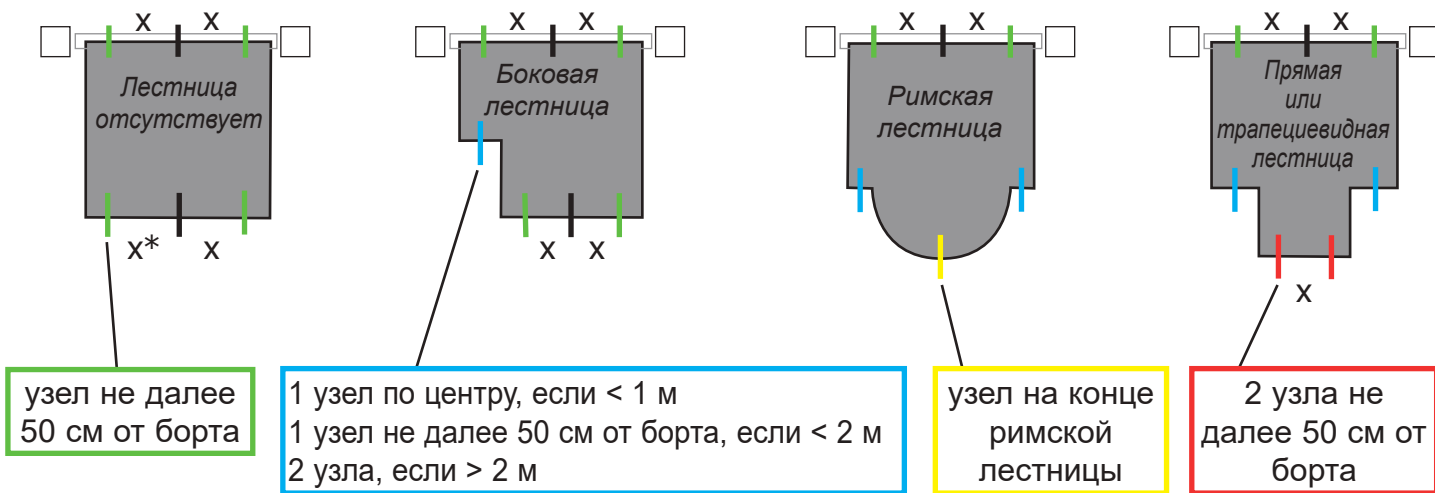 x x
x x
x x
x x
Лестница
отсутствует
Боковая
лестница
Римская
лестница
Прямая
или
трапециевидная
лестница
x* x
x x
x
узел не далее
50 см от борта
1 узел по центру, если < 1 м
1 узел не далее 50 см от борта, если < 2 м
2 узла, если > 2 м
узел на конце
римской
лестницы
2 узла не
далее 50 см от
борта